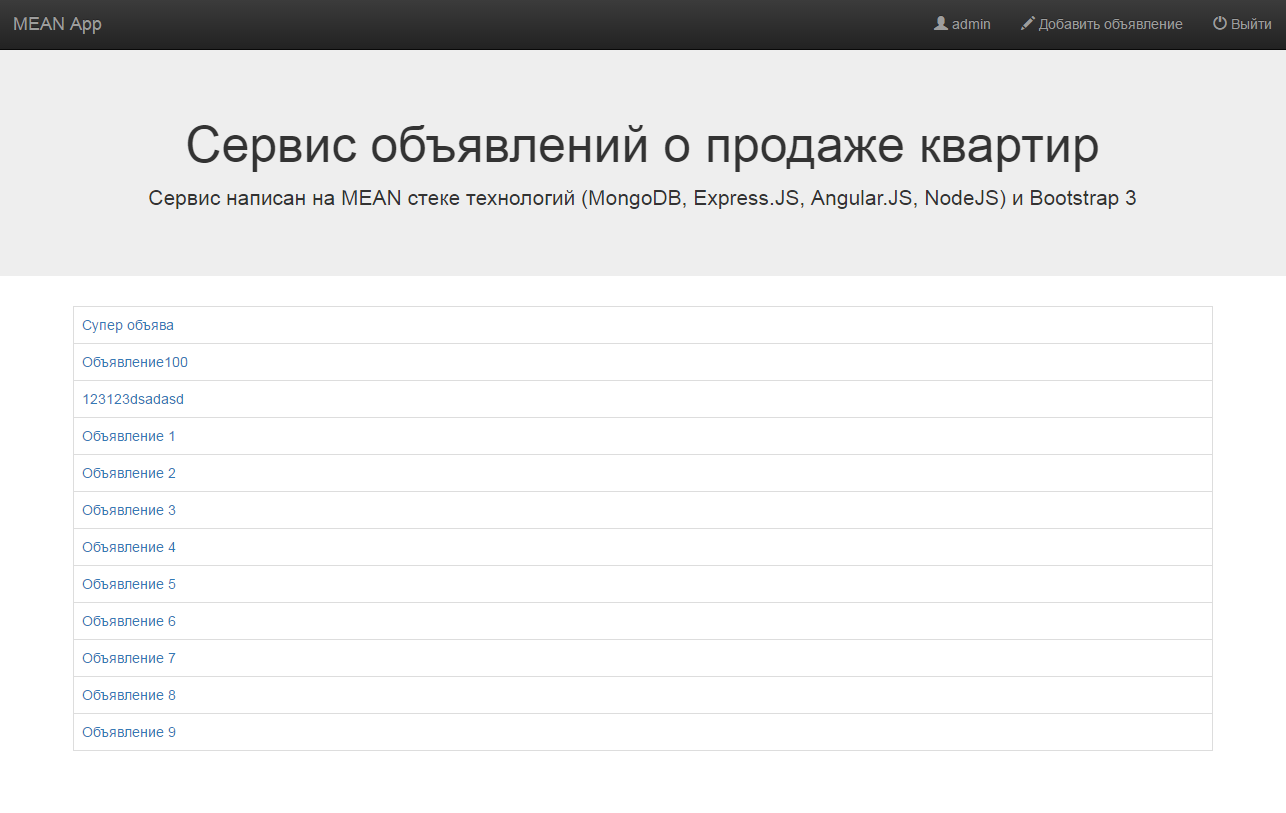 MEAN App
admin
Добавить объявление
Выйти
Сервис объявлений о продаже квартир
Сервис написан на MEAN стеке технологий (MongoDB, Express.JS, Angular.JS, NodeJS) и Bootstrap 3
Супер объява
Объявление100
123123dsadasd
Объявление 1
Объявление 2
Объявление 3
Объявление 4
Объявление 5
Объявление 6
Объявление 7
Объявление 8
Объявление 9